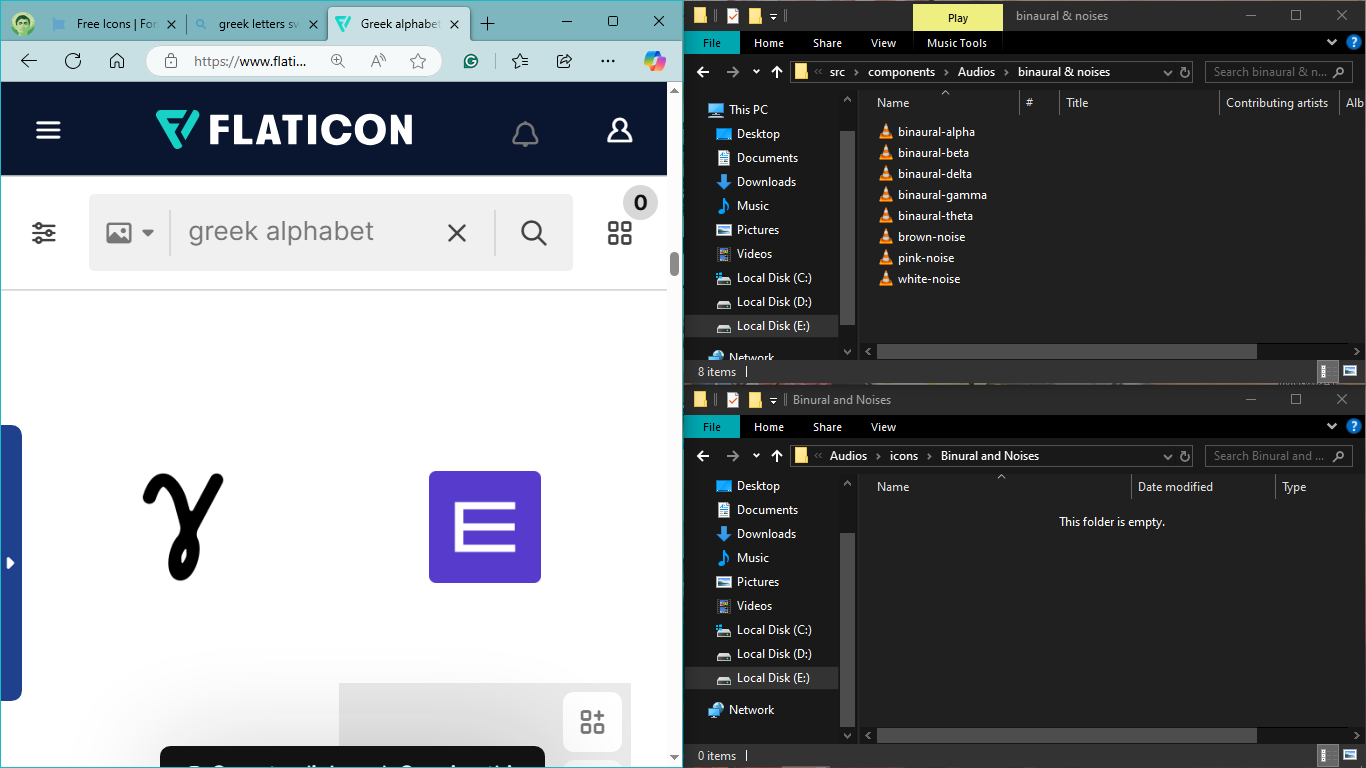 Free Icons | For
greek letters sv
Greek alphabet
https://www.flati...
FLATICON
0
greek alphabet
γ
E
Play
binaural & noises
File
Home
Share
View
Music Tools
src
components
Audios
binaural & noises
Search binaural & n...
This PC
Desktop
Documents
Downloads
Music
Pictures
Videos
Local Disk (C:)
Local Disk (D:)
Local Disk (E:)
Network
Name
#
Title
Contributing artists
Alb
binaural-alpha
binaural-beta
binaural-delta
binaural-gamma
binaural-theta
brown-noise
pink-noise
white-noise
8 items
Binural and Noises
File
Home
Share
View
Audios
icons
Binural and Noises
Search Binural and ...
Desktop
Documents
Downloads
Music
Pictures
Videos
Local Disk (C:)
Local Disk (D:)
Local Disk (E:)
Network
Name
Date modified
Type
This folder is empty.
0 items